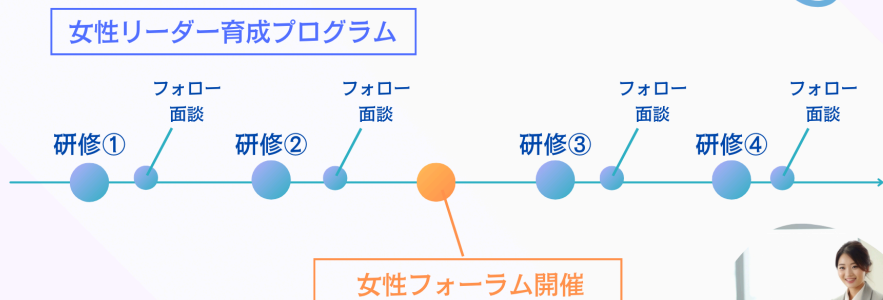 女性リーダー育成プログラム
フォロー
面談
フォロー
面談
フォロー
面談
フォロー
面談
研修①
研修②
研修③
研修④
女性フォーラム開催